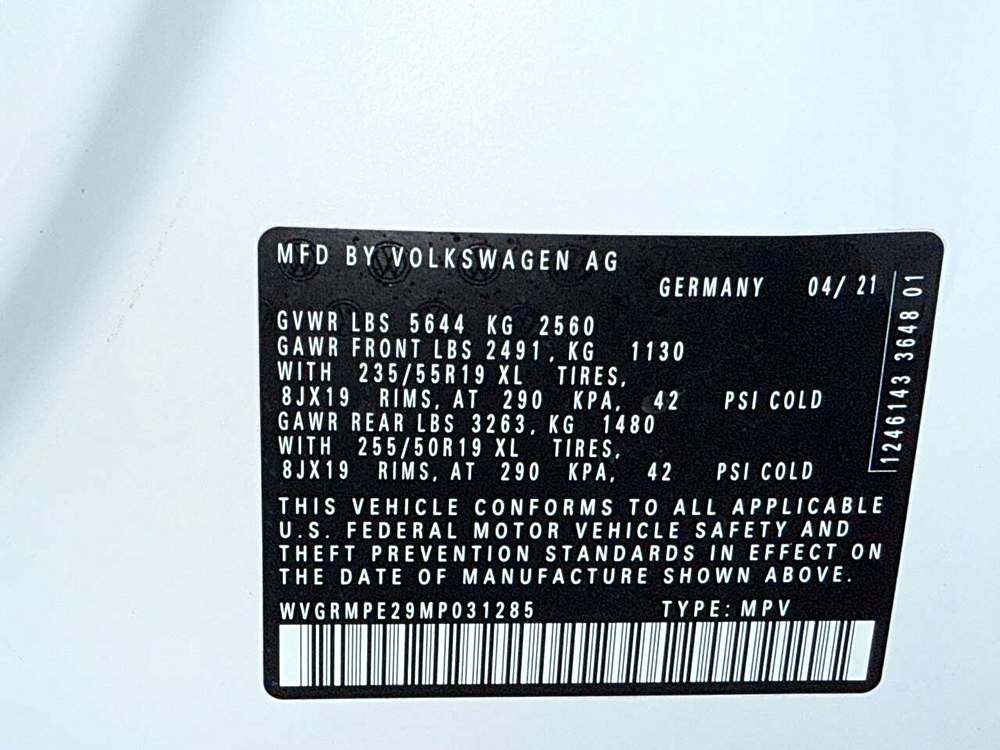 MFD BY VOLKSWAGEN AG
GERMANY 04/ 21
GVWR LBS 5644 KG 2560
GAWR FRONT LBS 2491, KG 1130
WITH 235/55R19 XL TIRES,
8JX19 RIMS, AT 290 KPA, 42 PSI COLD
GAWR REAR LBS 3263, KG 1480
WITH 255/50R19 XL TIRES,
8JX19 RIMS, AT 290 KPA, 42 PSI COLD
THIS VEHICLE CONFORMS TO ALL APPLICABLE
U.S. FEDERAL MOTOR VEHICLE SAFETY AND
THEFT PREVENTION STANDARDS IN EFFECT ON
THE DATE OF MANUFACTURE SHOWN ABOVE.
WVGRMPE29MP031285 TYPE: MPV
1246143 3648 01